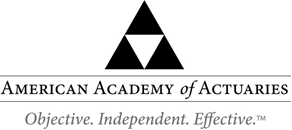 AMERICAN ACADEMY of ACTUARIES
Objective. Independent. Effective.™